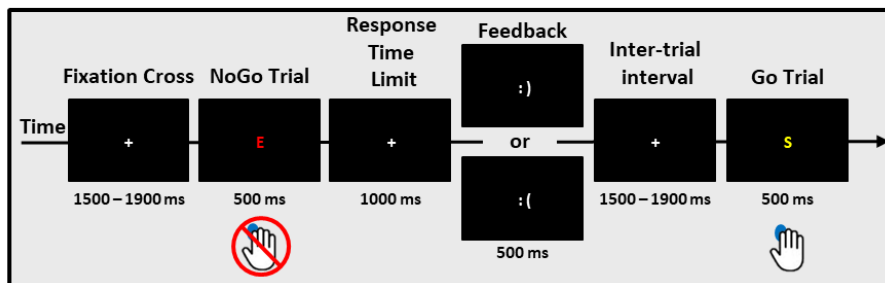 Response
Time
Limit
Feedback
Inter-trial
interval
Fixation Cross
NoGo Trial
Go Trial
:)
Time
+
E
+
or
+
S
:(
1500 – 1900 ms
500 ms
1000 ms
1500 – 1900 ms
500 ms
500 ms